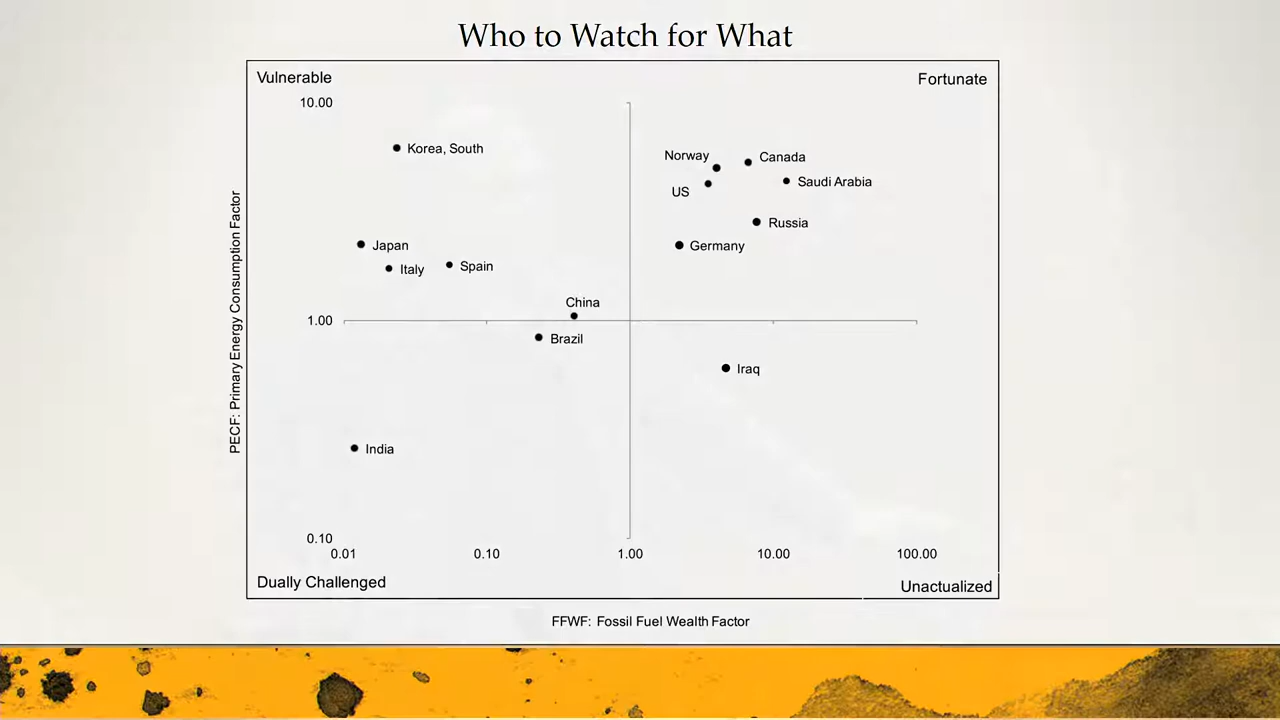 Who to Watch for What
Vulnerable
Fortunate
10.00
Korea, South
Norway
Canada
US
Saudi Arabia
Russia
Japan
Germany
Italy
Spain
China
1.00
Brazil
Iraq
India
0.10
0.01
0.10
1.00
10.00
100.00
Dually Challenged
Unactualized
PECF: Primary Energy Consumption Factor
FFWF: Fossil Fuel Wealth Factor